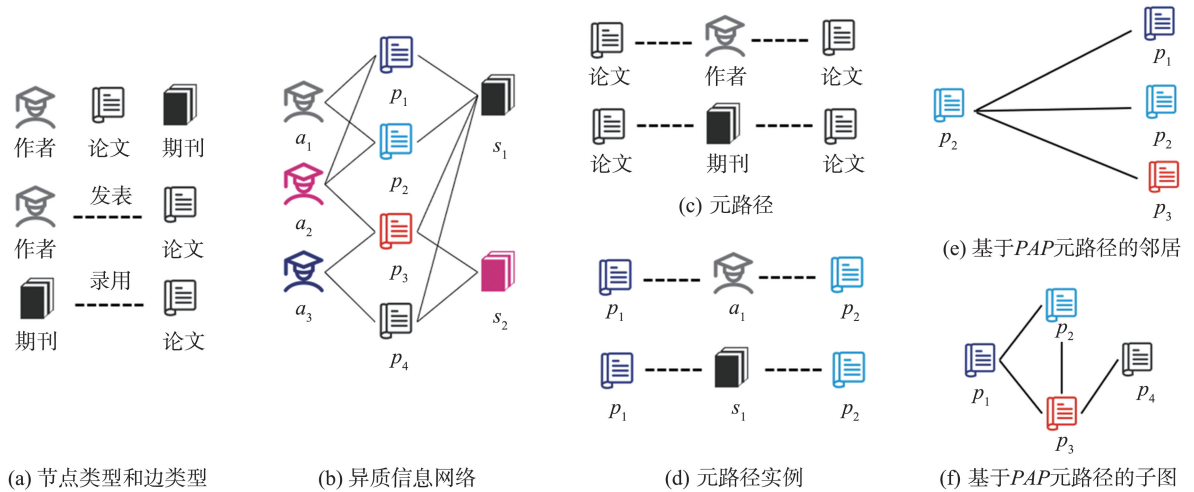 作者 论文 期刊
发表
作者 论文
录用
期刊 论文
(a) 节点类型和边类型
p1
a1
s1
p2
a2
p3
a3
s2
p4
(b) 异质信息网络
论文 作者 论文
论文 期刊 论文
(c) 元路径
p1 a1 p2
p1 s1 p2
(d) 元路径实例
p1
p2 p2
p3
(e) 基于PAP元路径的邻居
p2
p1 p4
p3
(f) 基于PAP元路径的子图